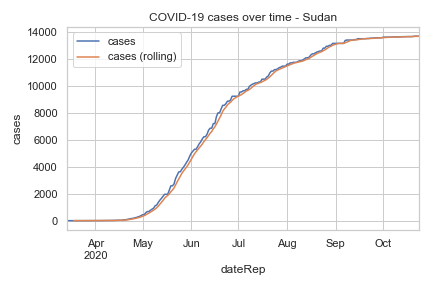 COVID-19 cases over time - Sudan
cases
cases (rolling)
14000
12000
10000
8000
6000
4000
2000
0
cases
Apr May Jun Jul Aug Sep Oct
2020
dateRep